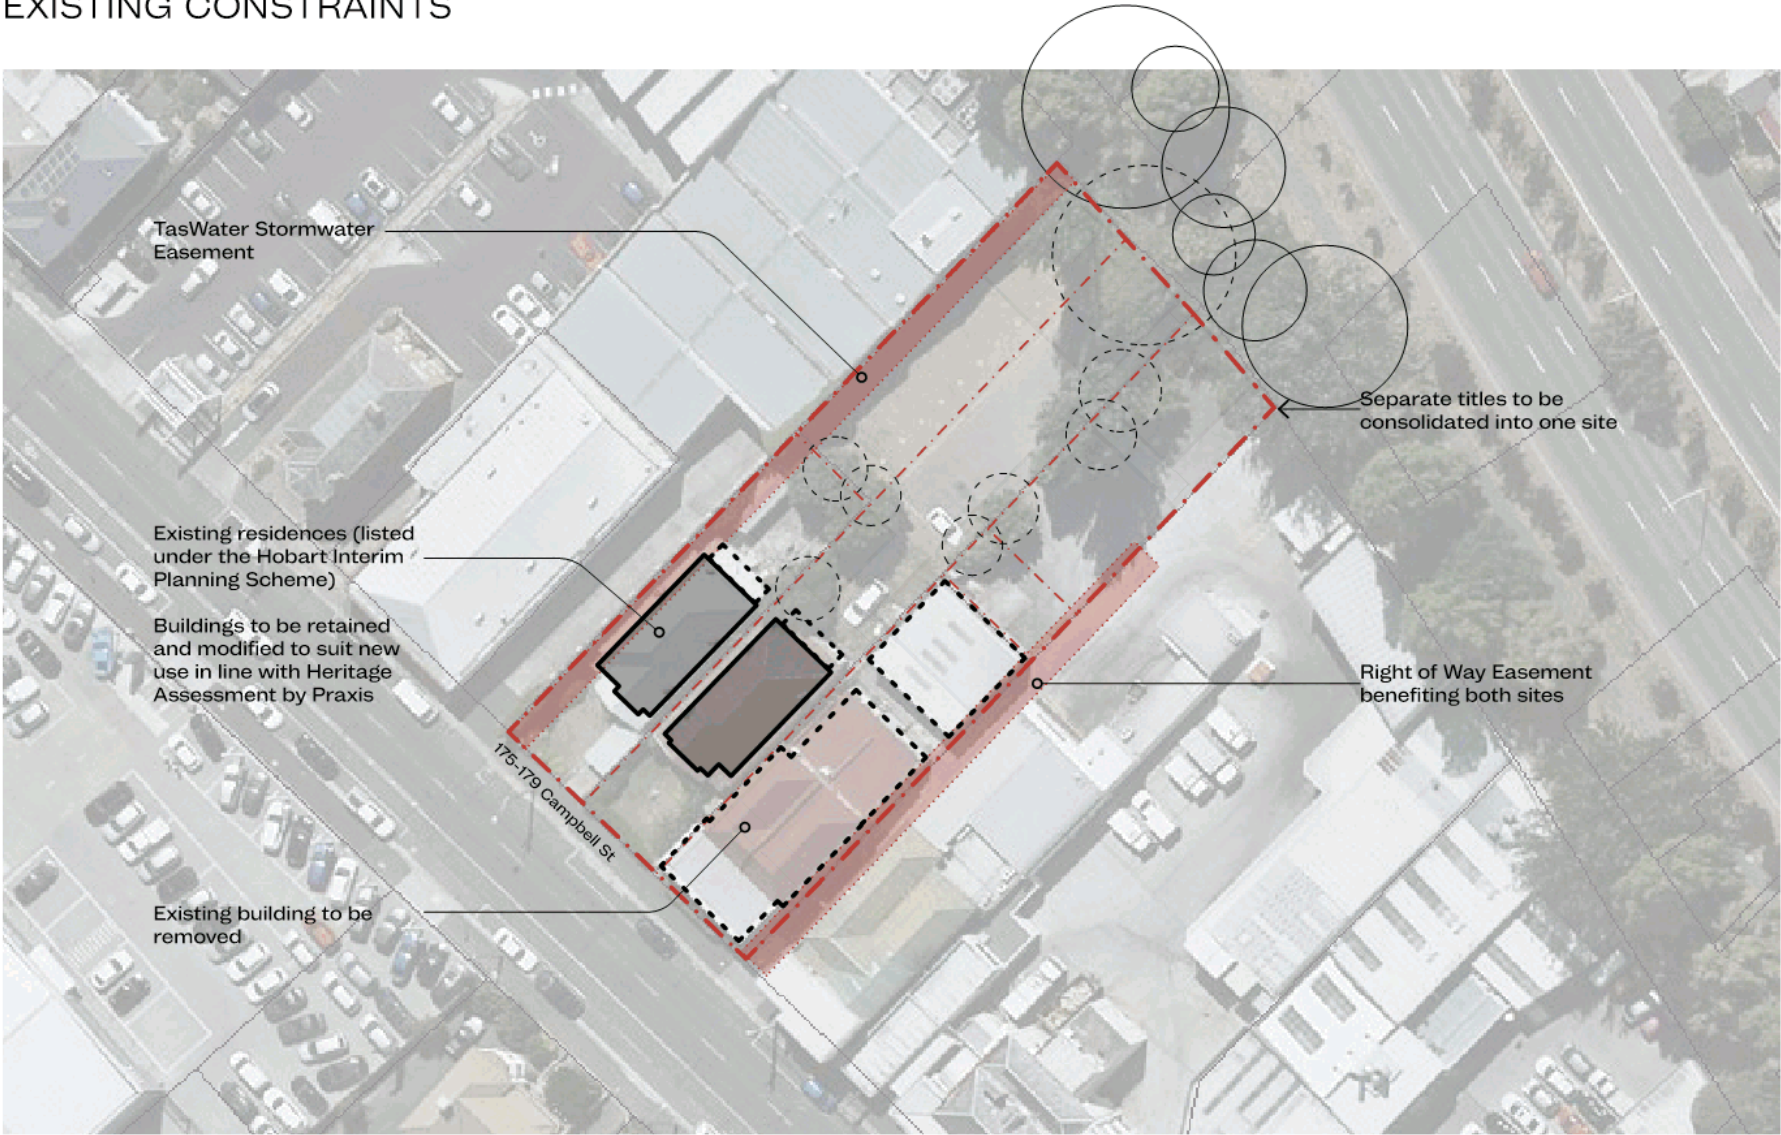 EXISTING CONSTRAINTS
TasWater Stormwater
Easement
Separate titles to be
consolidated into one site
Existing residences (listed
under the Hobart Interim
Planning Scheme)
Buildings to be retained
and modified to suit new
use in line with Heritage
Assessment by Praxis
Right of Way Easement
benefiting both sites
175-179 Campbell St
Existing building to be
removed